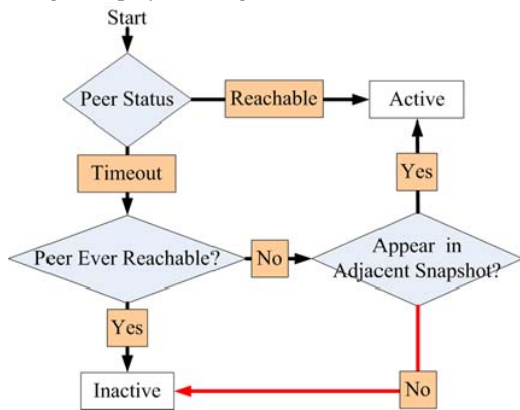 Start
Peer Status
Reachable
Active
Timeout
Yes
Peer Ever Reachable?
No
Appear in
Adjacent Snapshot?
Yes
Inactive
No